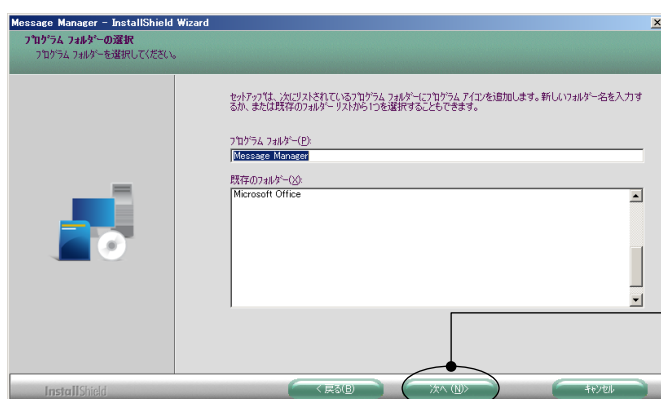 Message Manager - InstallShield Wizard
プログラム フォルダーの選択
プログラム フォルダーを選択してください。
セットアップは、次にリストされているプログラム フォルダーにプログラム アイコンを追加します。新しいフォルダー名を入力す
るか、または既存のフォルダー リストから1つを選択することもできます。
プログラム フォルダー(P):
Message Manager
既存のフォルダー(X):
Microsoft Office
InstallShield
< 戻る(B)
次へ (N)>
キャンセル